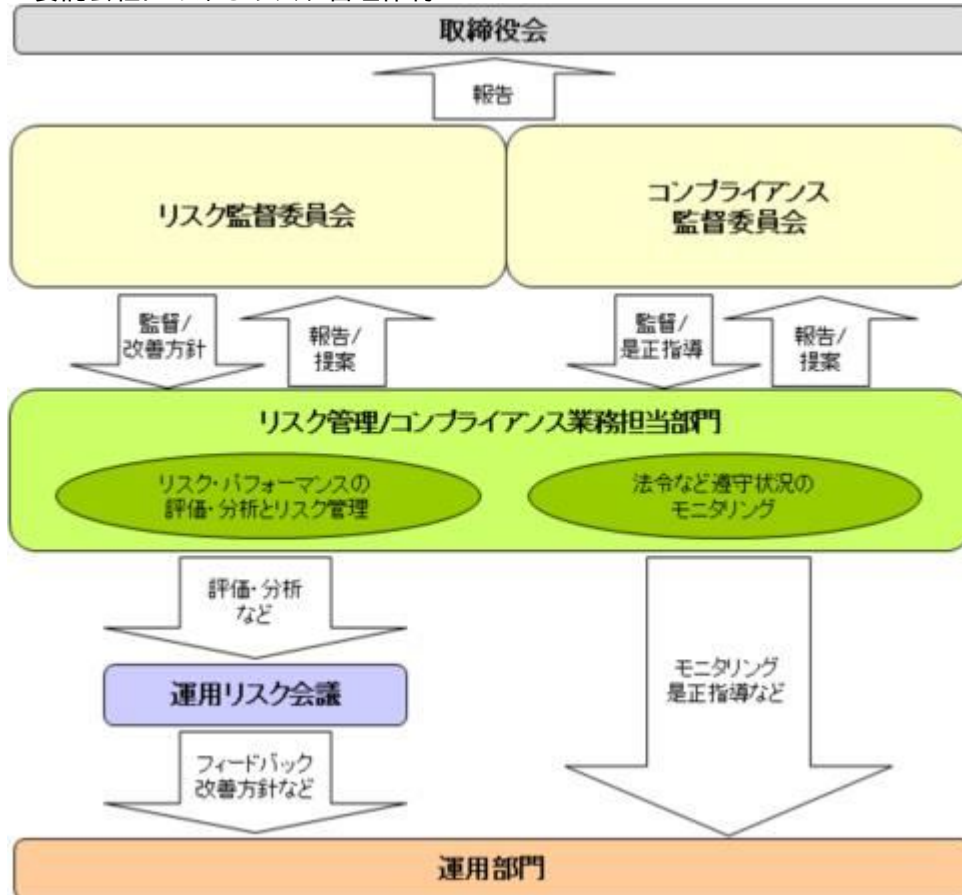 取締役会
報告
リスク監督委員会
コンプライアンス
監督委員会
監督/
改善方針
報告/
提案
監督/
是正指導
報告/
提案
リスク管理/コンプライアンス業務担当部門
リスク・パフォーマンスの
評価・分析とリスク管理
法令など遵守状況の
モニタリング
評価・分析
など
運用リスク会議
モニタリング
是正指導など
フィードバック
改善方針など
運用部門